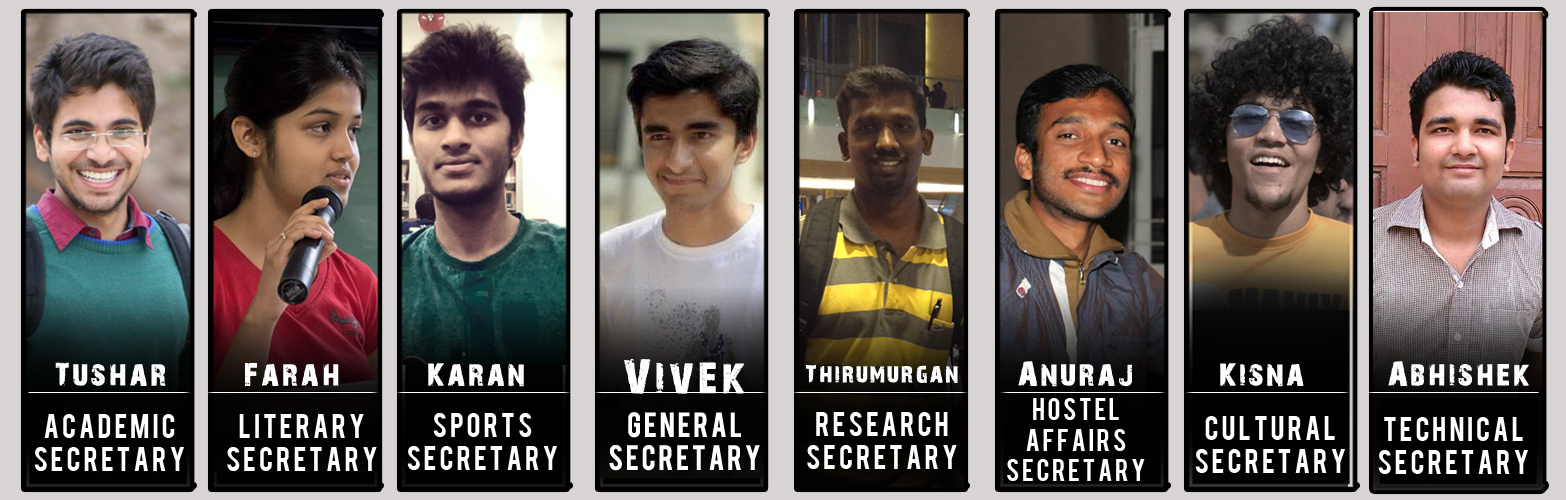 TUSHAR
ACADEMIC
SECRETARY
FARAH
LITERARY
SECRETARY
KARAN
SPORTS
SECRETARY
VIVEK
GENERAL
SECRETARY
THIRUMURGAN
RESEARCH
SECRETARY
ANURAJ
HOSTEL
AFFAIRS
SECRETARY
KISNA
CULTURAL
SECRETARY
ABHISHEK
TECHNICAL
SECRETARY